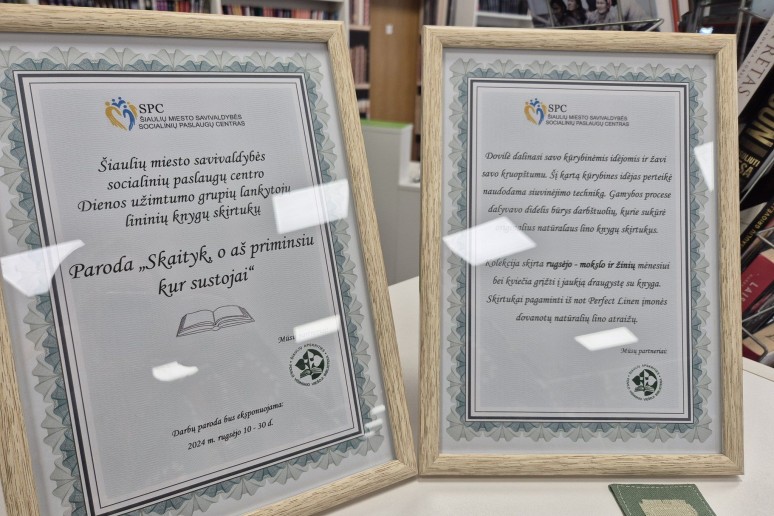 SPC
ŠIAULIŲ MIESTO SAVIVALDYBĖS
SOCIALINIŲ PASLAUGŲ CENTRAS
Šiaulių miesto savivaldybės
socialinių paslaugų centro
Dienos užimtumo grupių lankytojų
lininių knygų skirtukų
Paroda „Skaityk, o aš priminsiu
kur sustojai“
Darbų paroda bus eksponuojama:
2024 m. rugsėjo 10 - 30 d.
SPC
ŠIAULIŲ MIESTO SAVIVALDYBĖS
SOCIALINIŲ PASLAUGŲ CENTRAS
Dovilė dalinasi savo kūrybinėmis idėjomis ir žavi
savo kruopštumu. Šį kartą kūrybines idėjas perteikė
naudodama siuvinėjimo techniką. Gamybos procese
dalyvavo didelis būrys darbštuolių, kurie sukūrė
natūralaus lino knygų skirtukus.
Kolekcija skirta rugsėjo - mokslo ir žinių mėnesiui
bei kviečia grįžti į jaukią draugystę su knyga.
Skirtukai pagaminti iš not Perfect Linen įmonės
dovanotų natūralių lino atraižų.
Mūsų partneriai: